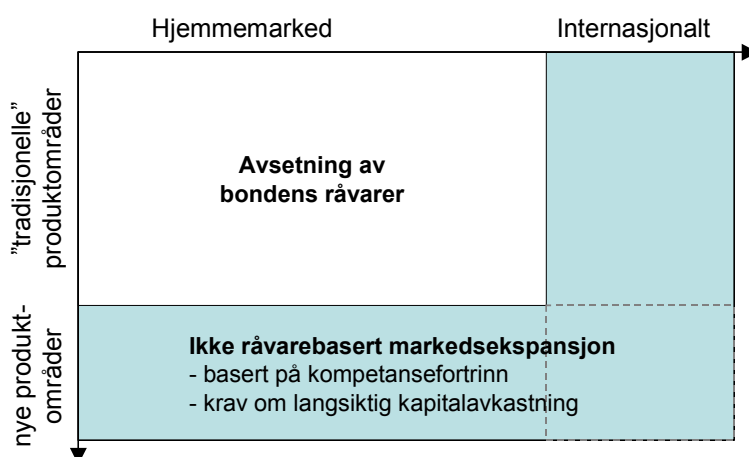 Hjemmemarked
Internasjonalt
”tradisjonelle”
produktområder
Avsetning av
bondens råvarer
nye produkt-
områder
Ikke råvarebasert markedsekspansjon
- basert på kompetansefortrinn
- krav om langsiktig kapitalavkastning